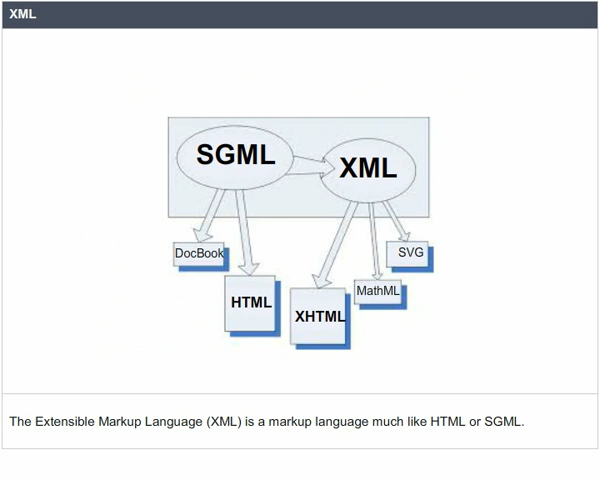 XML
SGML
XML
DocBook
SVG
HTML
MathML
XHTML
The Extensible Markup Language (XML) is a markup language much like HTML or SGML.